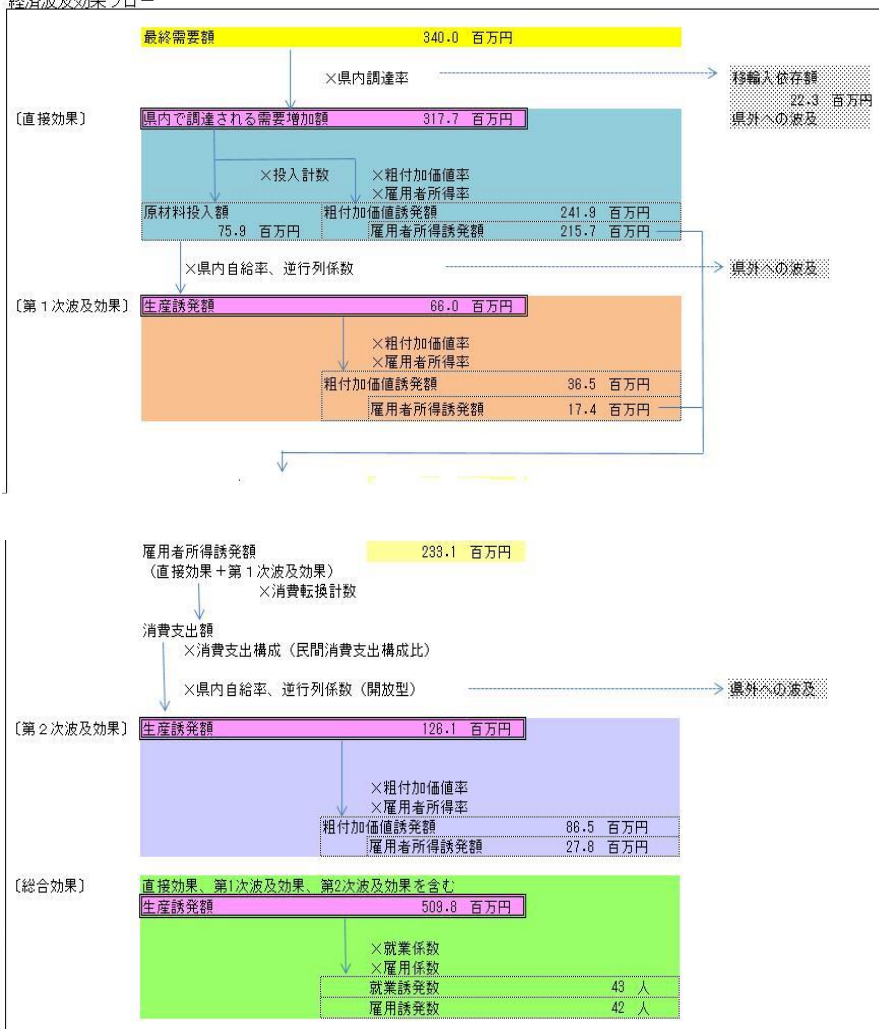 経済波及効果フロー
最終需要額 340.0 百万円
×県内調達率 移輸入依存額
22.3 百万円
〔直接効果〕 県内で調達される需要増加額 317.7 百万円 県外への波及
×投入計数 ×粗付加価値率
×雇用者所得率
原材料投入額 粗付加価値誘発額 241.9 百万円
75.9 百万円 雇用者所得誘発額 215.7 百万円
×県内自給率、逆行列係数 県外への波及
〔第1次波及効果〕 生産誘発額 66.0 百万円
×粗付加価値率
×雇用者所得率
粗付加価値誘発額 36.5 百万円
雇用者所得誘発額 17.4 百万円
雇用者所得誘発額 233.1 百万円
(直接効果+第1次波及効果)
×消費転換計数
消費支出額
×消費支出構成(民間消費支出構成比)
×県内自給率、逆行列係数(開放型) 県外への波及
〔第2次波及効果〕 生産誘発額 126.1 百万円
×粗付加価値率
×雇用者所得率
粗付加価値誘発額 86.5 百万円
雇用者所得誘発額 27.8 百万円
〔総合効果〕 直接効果、第1次波及効果、第2次波及効果を含む
生産誘発額 509.8 百万円
×就業係数
×雇用係数
就業誘発数 43 人
雇用誘発数 42 人